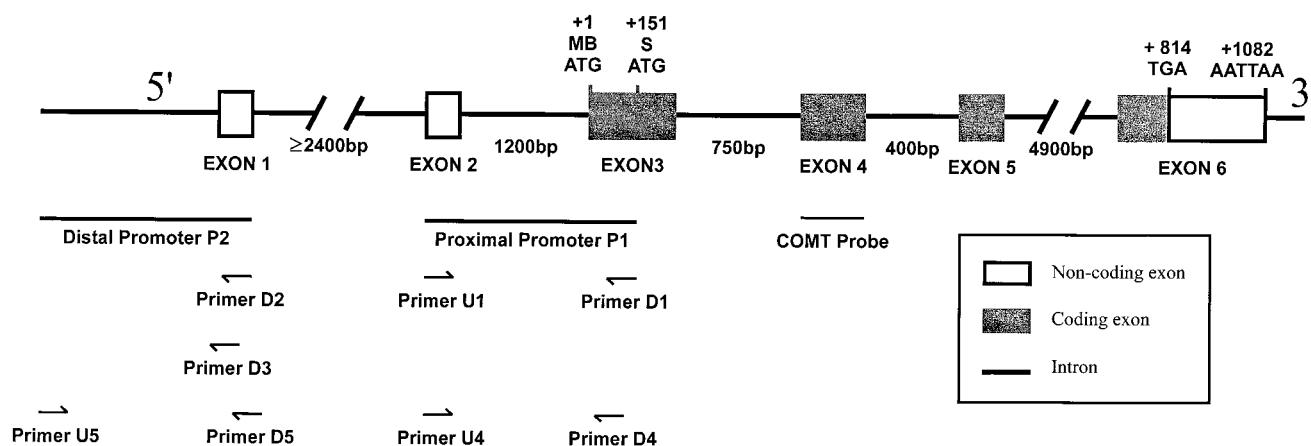 +1 +151
MB S
ATG ATG
+ 814 +1082
TGA AATTAA
5' 3
EXON 1 ≥2400bp EXON 2 1200bp EXON3 750bp EXON 4 400bp EXON 5 4900bp EXON 6
Distal Promoter P2 Proximal Promoter P1 COMT Probe
Primer D2 Primer U1 Primer D1
Primer D3
Primer U5 Primer D5 Primer U4 Primer D4
Non-coding exon
Coding exon
Intron